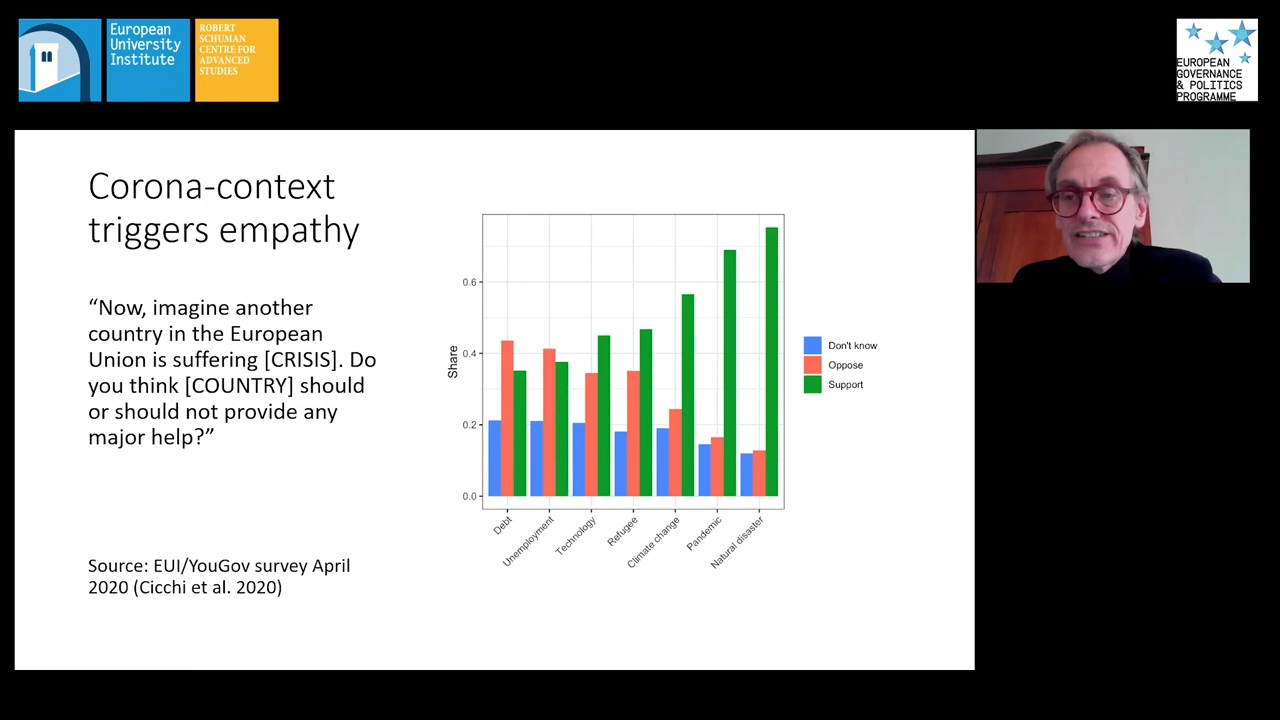 European
University
Institute
ROBERT
SCHUMAN
CENTRE FOR
ADVANCED
STUDIES
EUROPEAN
GOVERNANCE
& POLITICS
PROGRAMME
Corona-context
triggers empathy
“Now, imagine another
country in the European
Union is suffering [CRISIS]. Do
you think [COUNTRY] should
or should not provide any
major help?”
Source: EUI/YouGov survey April
2020 (Cicchi et al. 2020)
Share
0.6
0.4
0.2
0.0
Debt
Unemployment
Technology
Refugee
Climate change
Pandemic
Natural disaster
Don't know
Oppose
Support